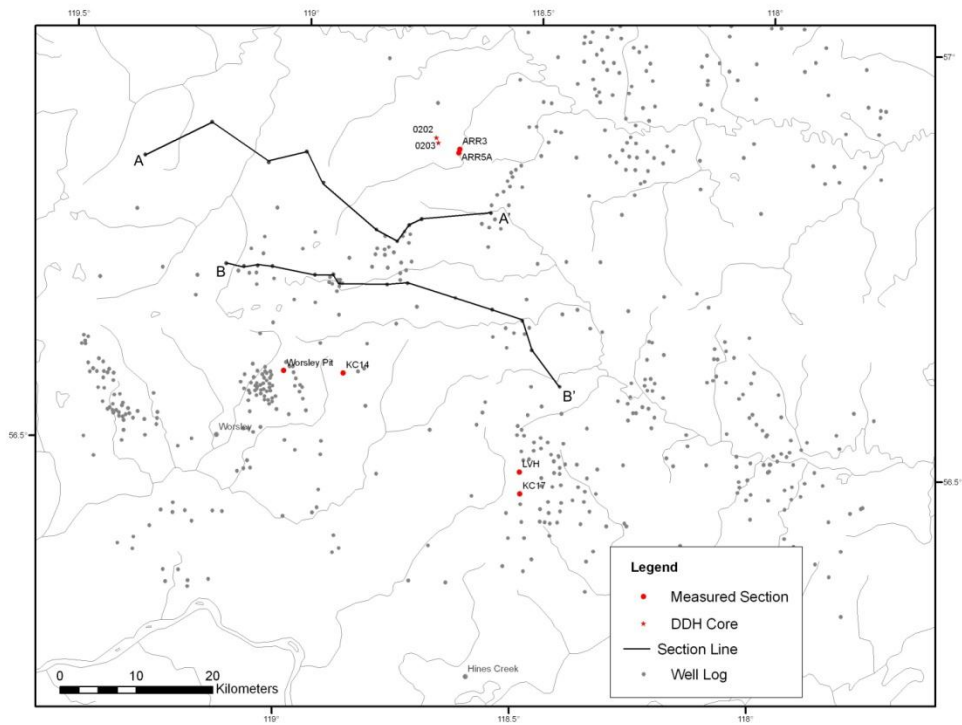 119.5°
119°
118.5°
118°
57°
0202
0203
ARR3
ARR5A
A
A'
B
Worsley Pit
KC14
B'
56.5°
Worsley
LVH
KC17
56.5°
Legend
Measured Section
DDH Core
Section Line
Well Log
Hines Creek
0 10 20
Kilometers
119°
118.5°
118°